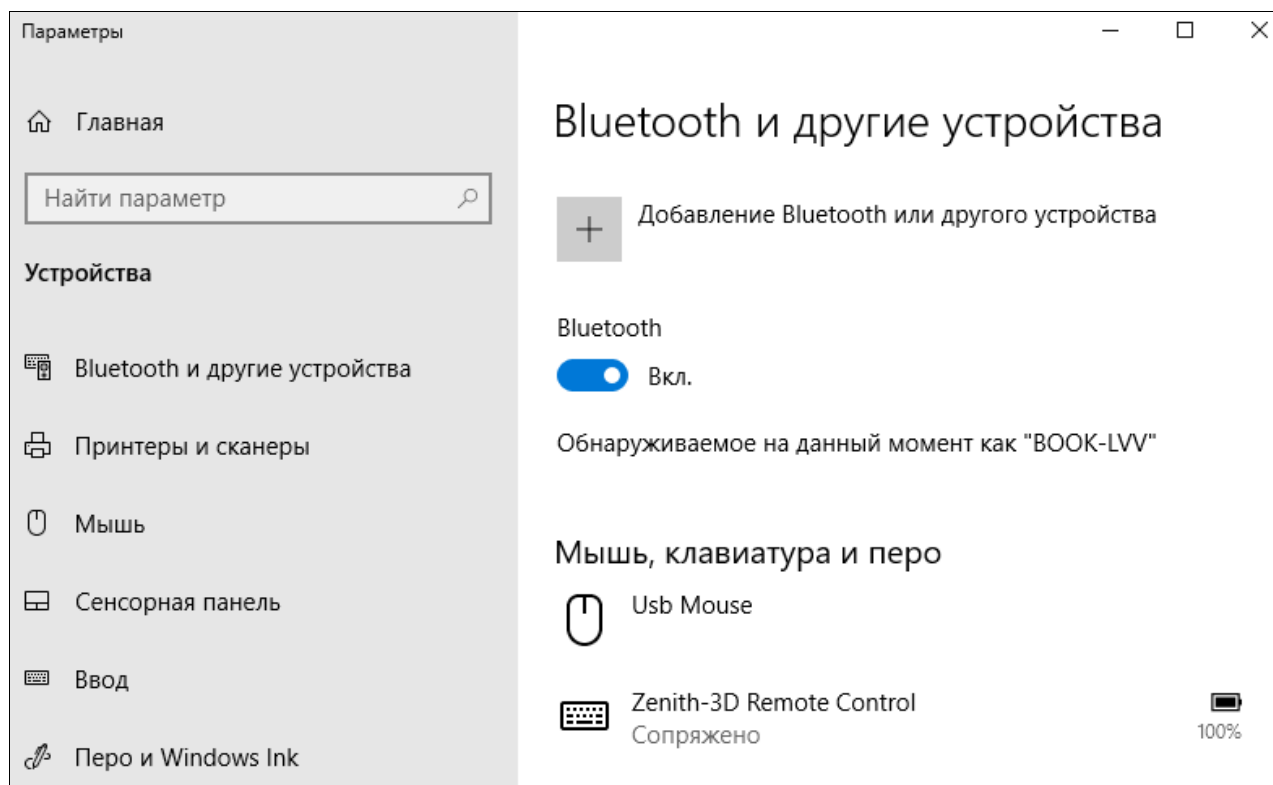 Параметры
Главная
Найти параметр
Устройства
Bluetooth и другие устройства
Принтеры и сканеры
Мышь
Сенсорная панель
Ввод
Перо и Windows Ink
Bluetooth и другие устройства
Добавление Bluetooth или другого устройства
Bluetooth
Вкл.
Обнаруживаемое на данный момент как "BOOK-LVV"
Мышь, клавиатура и перо
Usb Mouse
Zenith-3D Remote Control
Сопряжено
100%